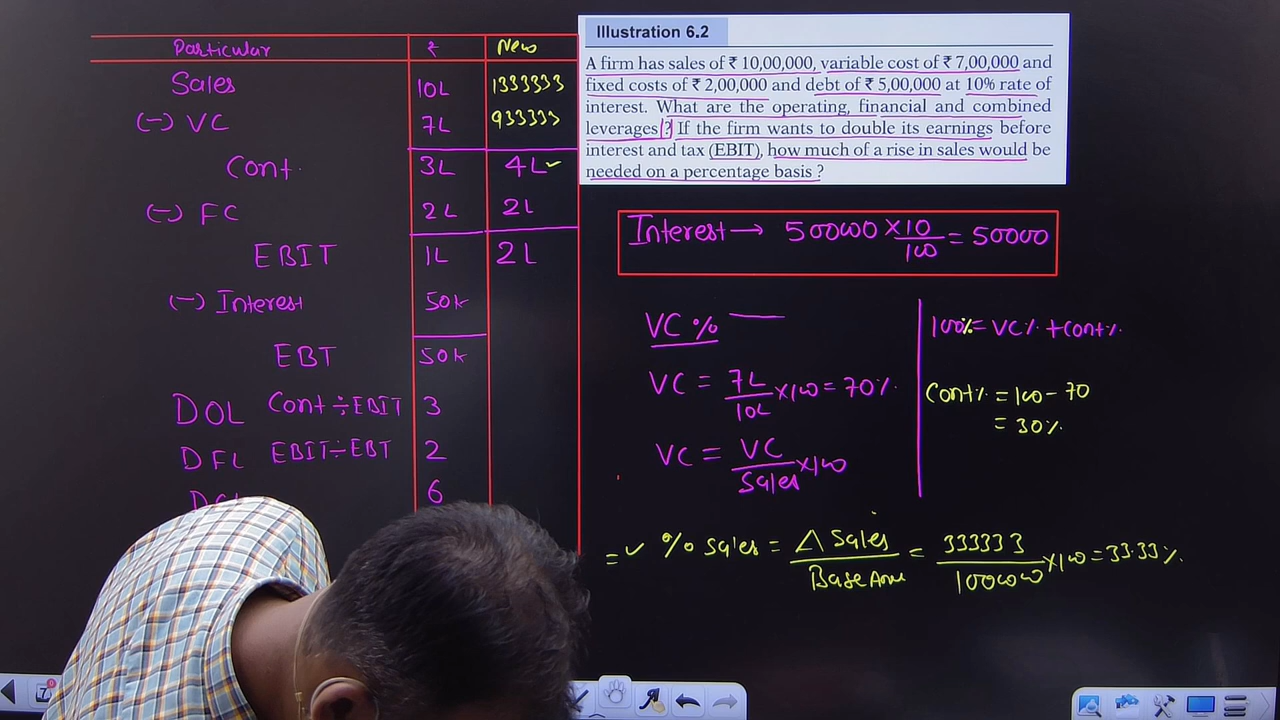 Particular ₹ New
Sales 10L 1333333
(-) VC 7L 933333
Cont. 3L 4L
(-) FC 2L 2L
EBIT 1L 2L
(-) Interest 50k
EBT 50k
DOL Cont÷EBIT 3
DFL EBIT÷EBT 2
6
Illustration 6.2
A firm has sales of ₹ 10,00,000, variable cost of ₹ 7,00,000 and
fixed costs of ₹ 2,00,000 and debt of ₹ 5,00,000 at 10% rate of
interest. What are the operating, financial and combined
leverages ? If the firm wants to double its earnings before
interest and tax (EBIT), how much of a rise in sales would be
needed on a percentage basis ?
Interest → 500000 × 10/100 = 50000
VC %
VC = 7L/10L × 100 = 70%.
VC = VC/Sales × 100
100% = VC% + Cont%.
Cont% = 100 - 70
= 30%
= ✓ % Sales = Δ Sales/Base Amt = 333333/1000000 × 100 = 33.33%.
7